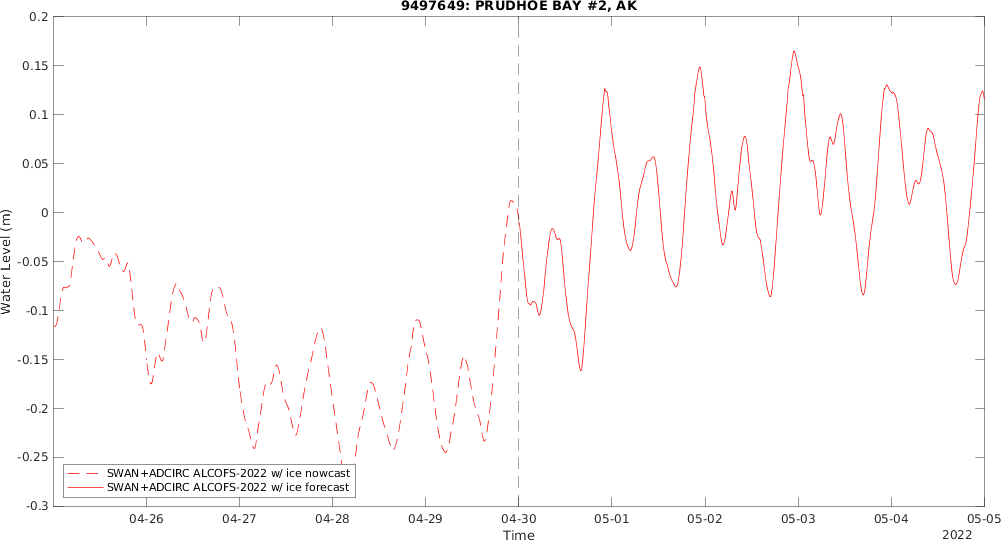 9497649: PRUDHOE BAY #2, AK
0.2
0.15
0.1
0.05
0
-0.05
-0.1
-0.15
-0.2
-0.25
-0.3
Water Level (m)
SWAN+ADCIRC ALCOFS-2022 w/ ice nowcast
SWAN+ADCIRC ALCOFS-2022 w/ ice forecast
04-26 04-27 04-28 04-29 04-30 05-01 05-02 05-03 05-04 05-05
Time
2022